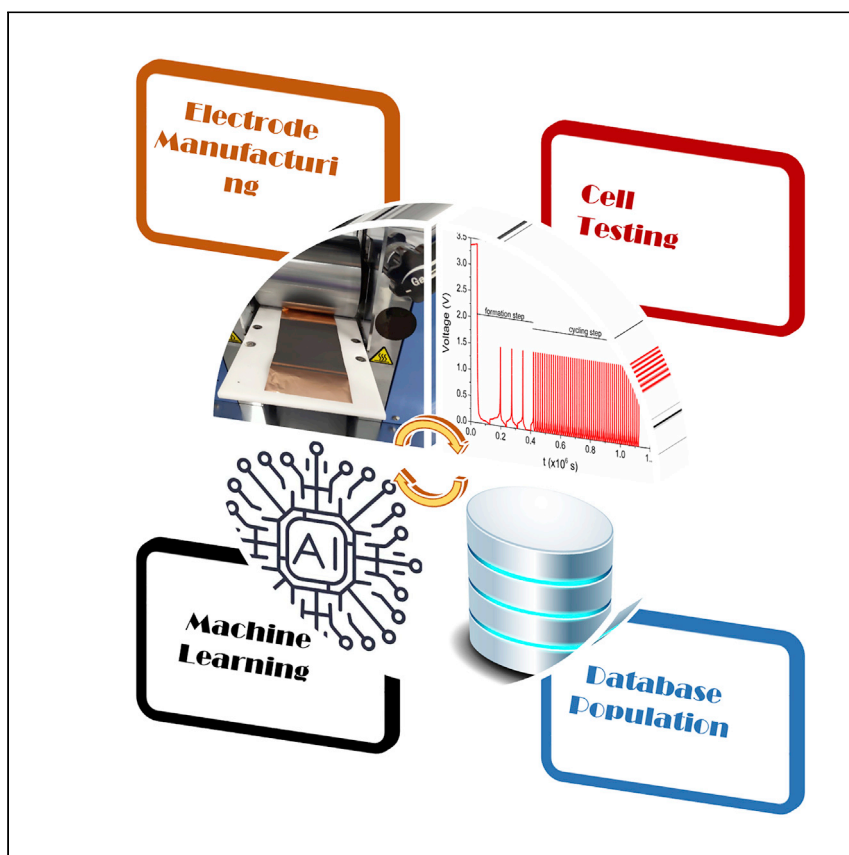 Electrode
Manufacturi
ng
Cell
Testing
Voltage (V)
3.5
3.0
2.5
2.0
1.5
1.0
0.5
0.0
formation step
cycling step
0.0 0.2 0.4 0.6 0.8 1.0 1.
t (x10⁶ s)
AI
Machine
Learning
Database
Population